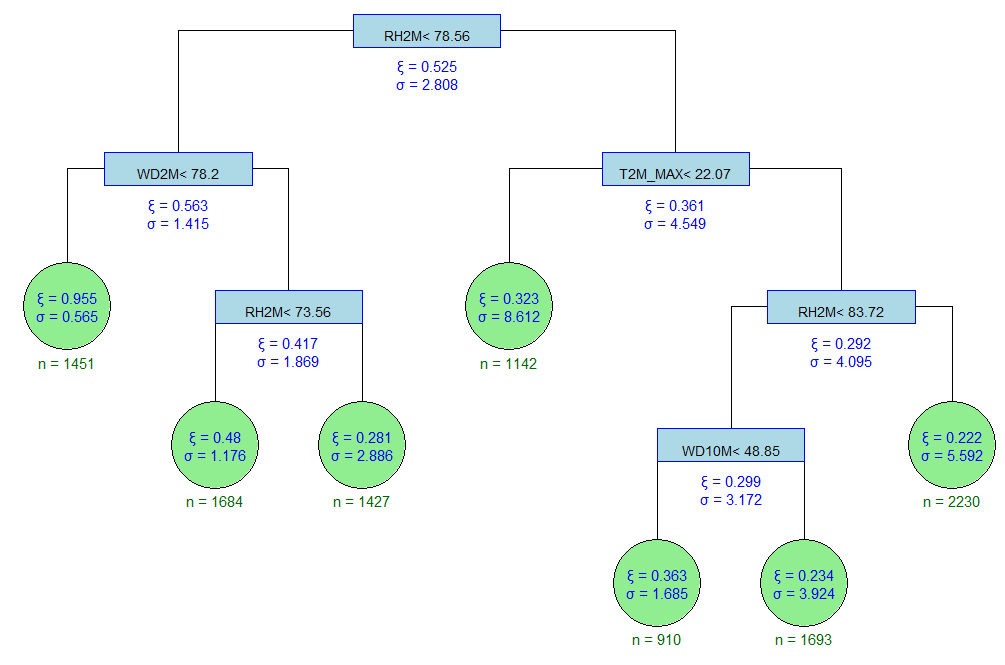 RH2M< 78.56
ξ = 0.525
σ = 2.808
WD2M< 78.2
ξ = 0.563
σ = 1.415
T2M_MAX< 22.07
ξ = 0.361
σ = 4.549
ξ = 0.955
σ = 0.565
n = 1451
RH2M< 73.56
ξ = 0.417
σ = 1.869
ξ = 0.323
σ = 8.612
n = 1142
RH2M< 83.72
ξ = 0.292
σ = 4.095
ξ = 0.48
σ = 1.176
n = 1684
ξ = 0.281
σ = 2.886
n = 1427
WD10M< 48.85
ξ = 0.299
σ = 3.172
ξ = 0.222
σ = 5.592
n = 2230
ξ = 0.363
σ = 1.685
n = 910
ξ = 0.234
σ = 3.924
n = 1693